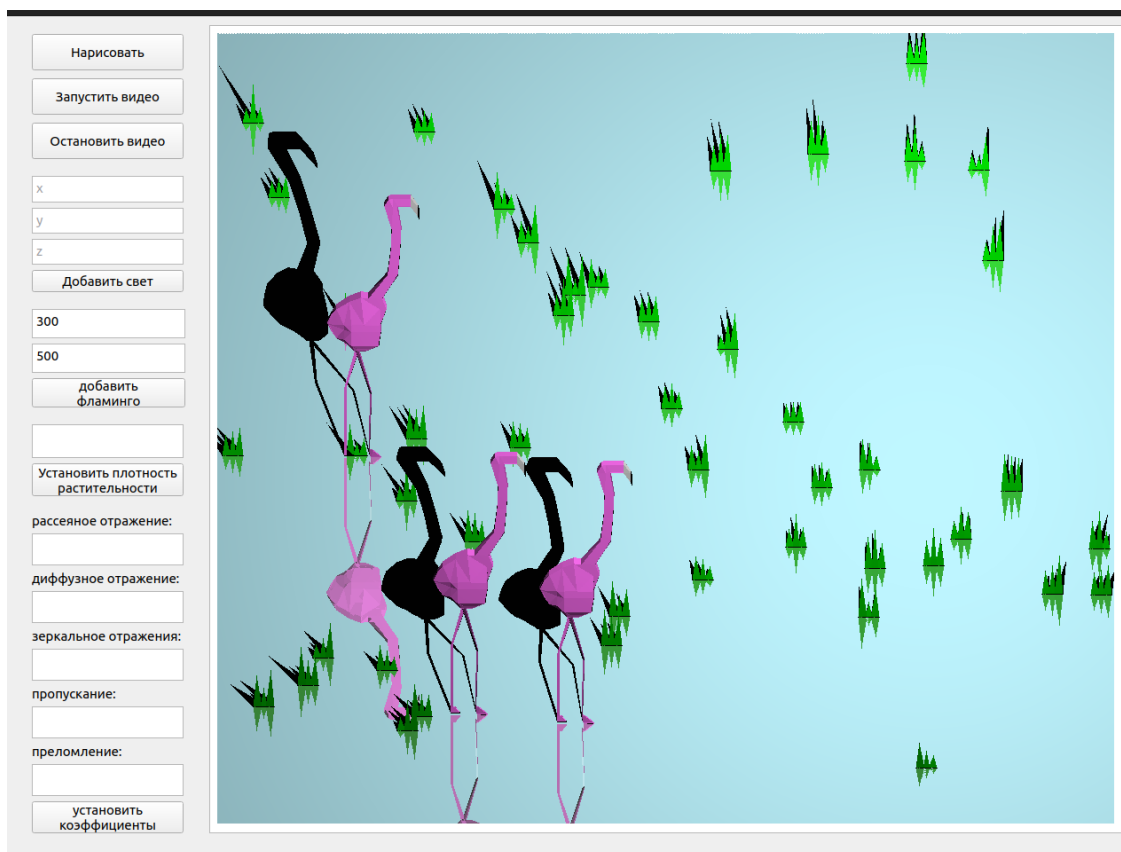 Нарисовать
Запустить видео
Остановить видео
x
y
z
Добавить свет
300
500
добавить
фламинго
Установить плотность
растительности
рассеяное отражение:
диффузное отражение:
зеркальное отражения:
пропускание:
преломление:
установить
коэффициенты